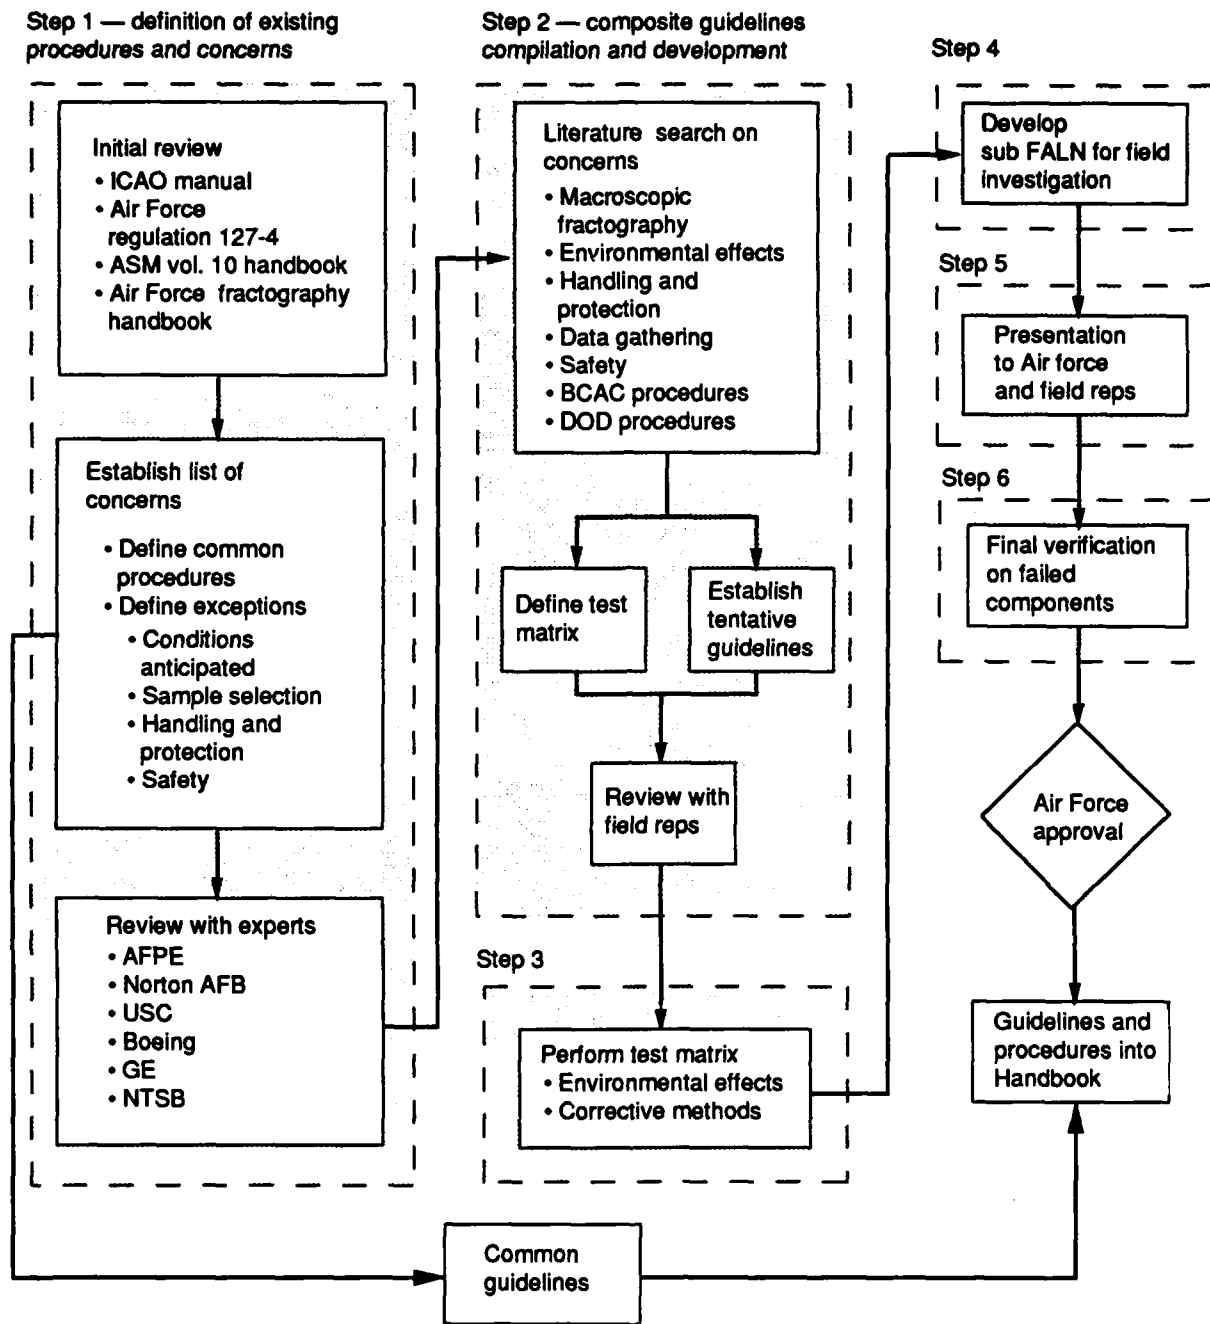 Step 1 — definition of existing
procedures and concerns
Initial review
• ICAO manual
• Air Force
regulation 127-4
• ASM vol. 10 handbook
• Air Force fractography
handbook
Establish list of
concerns
• Define common
procedures
• Define exceptions
• Conditions
anticipated
• Sample selection
• Handling and
protection
• Safety
Review with experts
• AFPE
• Norton AFB
• USC
• Boeing
• GE
• NTSB
Step 2 — composite guidelines
compilation and development
Literature search on
concerns
• Macroscopic
fractography
• Environmental effects
• Handling and
protection
• Data gathering
• Safety
• BCAC procedures
• DOD procedures
Define test
matrix
Establish
tentative
guidelines
Review with
field reps
Step 3
Perform test matrix
• Environmental effects
• Corrective methods
Step 4
Develop
sub FALN for field
investigation
Step 5
Presentation
to Air force
and field reps
Step 6
Final verification
on failed
components
Air Force
approval
Guidelines and
procedures into
Handbook
Common
guidelines